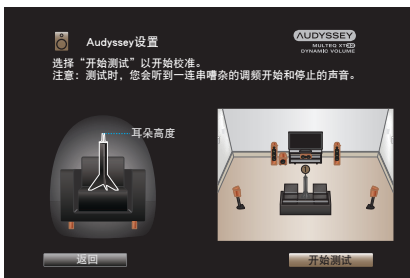 Audyssey设置
AUDYSSEY
MULTEQ XT32
DYNAMIC VOLUME
选择“开始测试”以开始校准。
注意：测试时，您会听到一连串嘈杂的调频开始和停止的声音。
耳朵高度
返回
开始测试